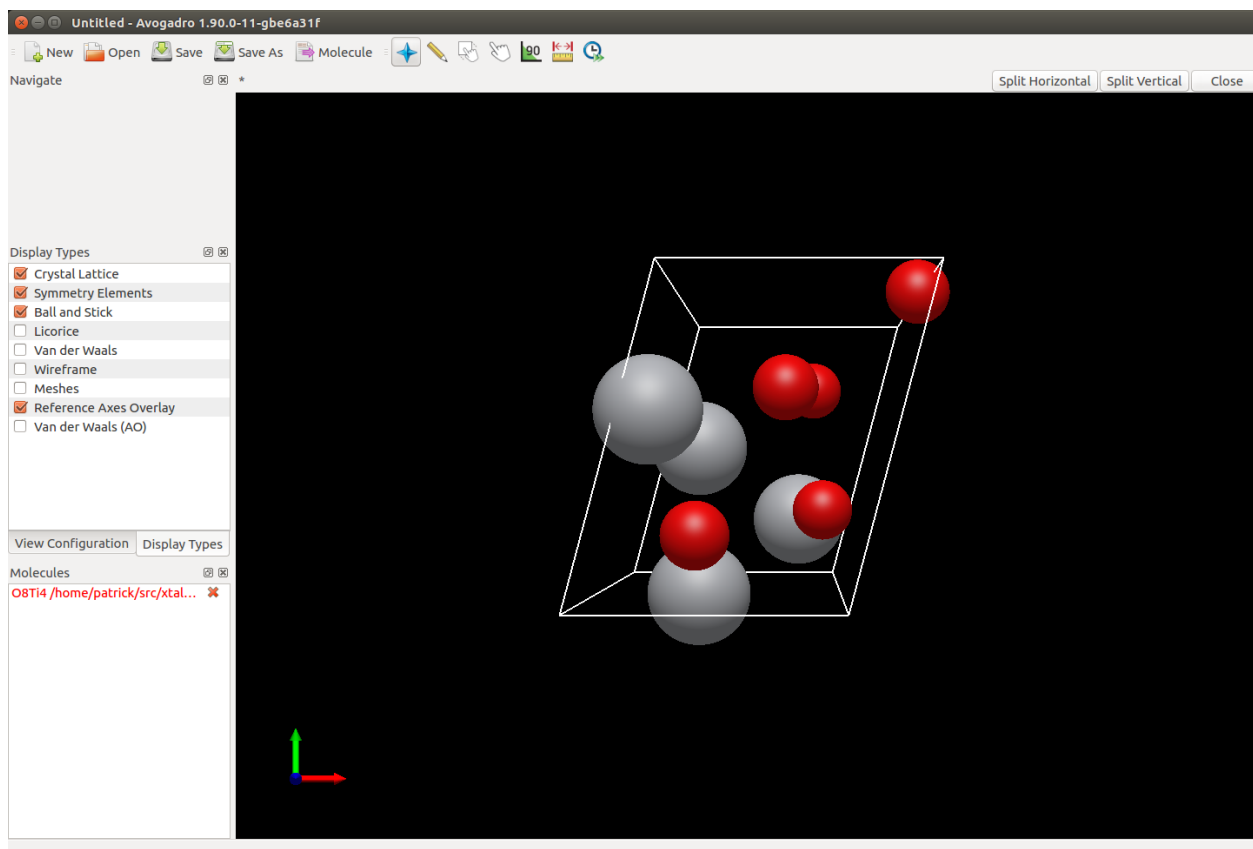 Untitled - Avogadro 1.90.0-11-gbe6a31f
New Open Save Save As Molecule 90
Navigate * Split Horizontal Split Vertical Close
Display Types
Crystal Lattice
Symmetry Elements
Ball and Stick
Licorice
Van der Waals
Wireframe
Meshes
Reference Axes Overlay
Van der Waals (AO)
View Configuration Display Types
Molecules
O8Ti4 /home/patrick/src/xtal...